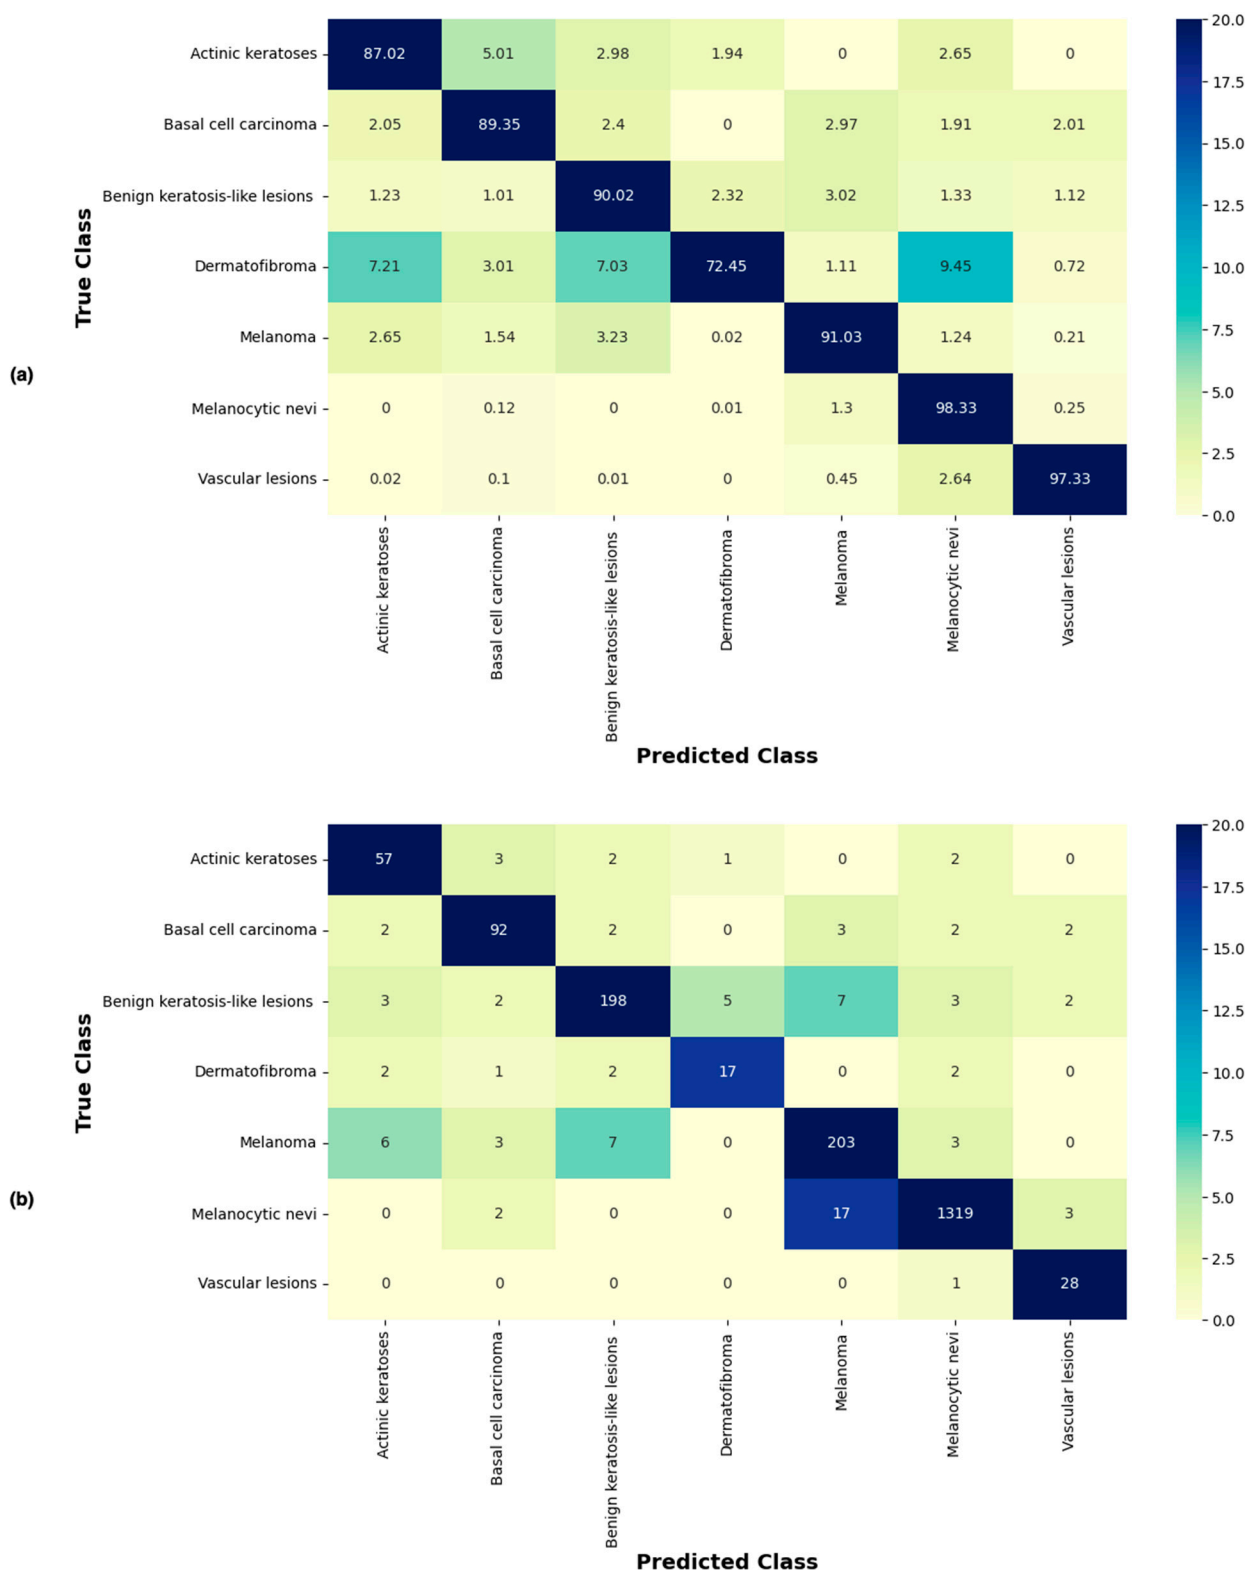 Actinic keratoses 87.02 5.01 2.98 1.94 0 2.65 0
Basal cell carcinoma 2.05 89.35 2.4 0 2.97 1.91 2.01
Benign keratosis-like lesions 1.23 1.01 90.02 2.32 3.02 1.33 1.12
Dermatofibroma 7.21 3.01 7.03 72.45 1.11 9.45 0.72
Melanoma 2.65 1.54 3.23 0.02 91.03 1.24 0.21
Melanocytic nevi 0 0.12 0 0.01 1.3 98.33 0.25
Vascular lesions 0.02 0.1 0.01 0 0.45 2.64 97.33
True Class
(a)
Actinic keratoses
Basal cell carcinoma
Benign keratosis-like lesions
Dermatofibroma
Melanoma
Melanocytic nevi
Vascular lesions
Predicted Class
20.0
17.5
15.0
12.5
10.0
7.5
5.0
2.5
0.0
Actinic keratoses 57 3 2 1 0 2 0
Basal cell carcinoma 2 92 2 0 3 2 2
Benign keratosis-like lesions 3 2 198 5 7 3 2
Dermatofibroma 2 1 2 17 0 2 0
Melanoma 6 3 7 0 203 3 0
Melanocytic nevi 0 2 0 0 17 1319 3
Vascular lesions 0 0 0 0 0 1 28
True Class
(b)
Actinic keratoses
Basal cell carcinoma
Benign keratosis-like lesions
Dermatofibroma
Melanoma
Melanocytic nevi
Vascular lesions
Predicted Class
20.0
17.5
15.0
12.5
10.0
7.5
5.0
2.5
0.0